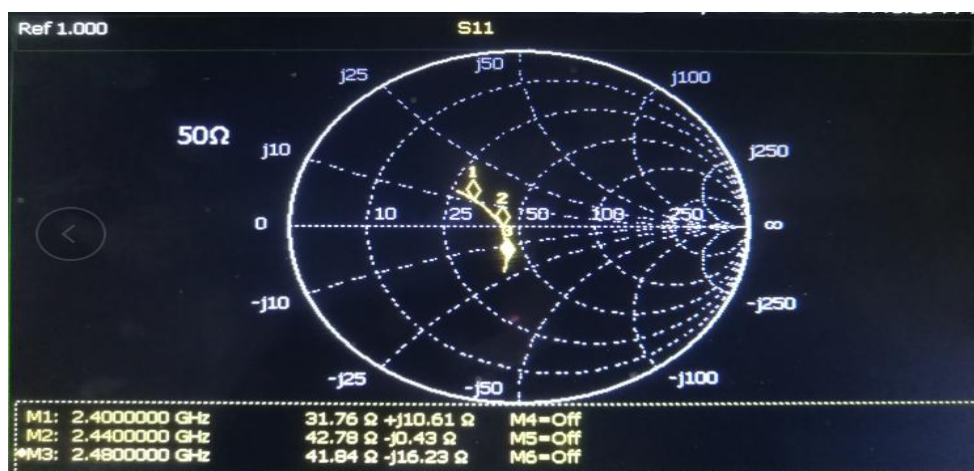 Ref 1.000
S11
50Ω
j50
j25
j100
j10
j250
0
10
25
50
100
250
∞
1
2
3
-j10
-j250
-j25
-j50
-j100
M1: 2.4000000 GHz 31.76 Ω +j10.61 Ω M4=Off
M2: 2.4400000 GHz 42.78 Ω -j0.43 Ω M5=Off
M3: 2.4800000 GHz 41.84 Ω -j16.23 Ω M6=Off